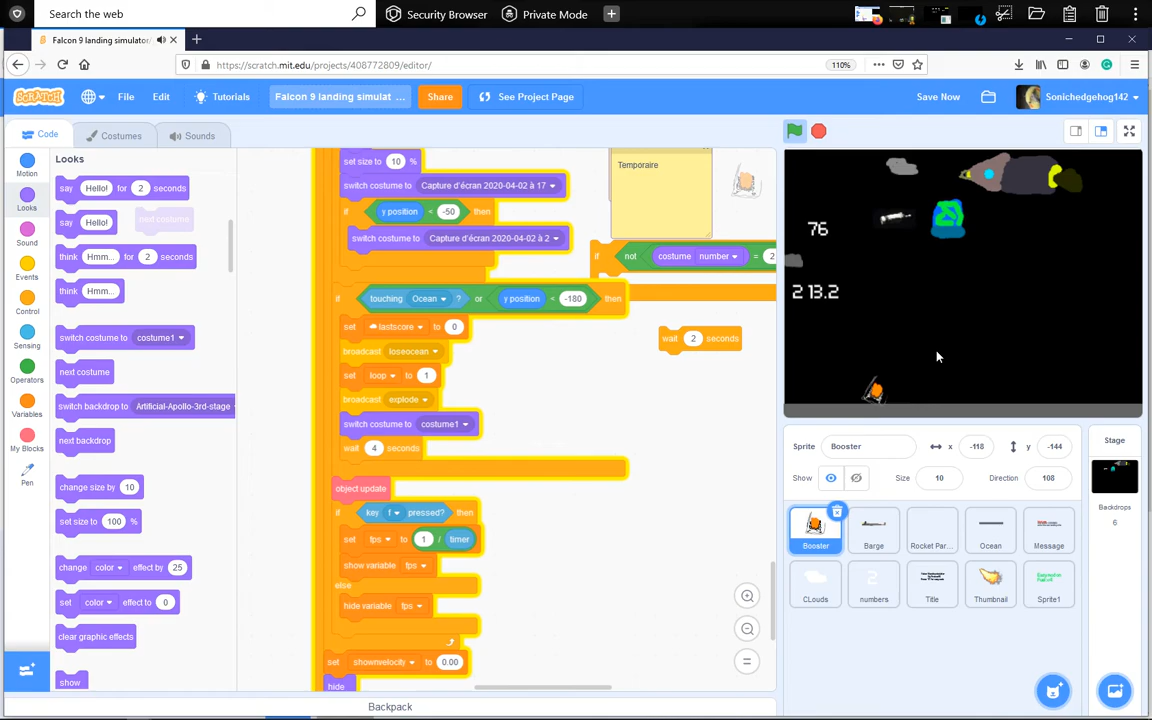 Search the web
Security Browser
Private Mode
Falcon 9 landing simulator/
https://scratch.mit.edu/projects/408772809/editor/
110%
SCRATCH
File
Edit
Tutorials
Falcon 9 landing simulat ...
Share
See Project Page
Save Now
Sonichedgehog142
Code
Costumes
Sounds
Motion
Looks
Sound
Events
Control
Sensing
Operators
Variables
My Blocks
Pen
Looks
say Hello! for 2 seconds
say Hello!
next costume
think Hmm... for 2 seconds
think Hmm...
switch costume to costume1
next costume
switch backdrop to Artificial-Apollo-3rd-stage
next backdrop
change size by 10
set size to 100 %
change color effect by 25
set color effect to 0
clear graphic effects
show
set size to 10 %
switch costume to Capture d'écran 2020-04-02 à 17
if y position < -50 then
switch costume to Capture d'écran 2020-04-02 à 2
if touching Ocean ? or y position < -180 then
set lastscore to 0
broadcast loseocean
set loop to 1
broadcast explode
switch costume to costume1
wait 4 seconds
object update
if key f pressed? then
set fps to 1 / timer
show variable fps
else
hide variable fps
set shownvelocity to 0.00
hide
Temporaire
if not costume number = 2
wait 2 seconds
Backpack
76
2 13.2
Sprite Booster x -118 y -144
Show Size 10 Direction 108
Booster
Barge
Rocket Par...
Ocean
Message
CLouds
numbers
Title
Thumbnail
Sprite1
Stage
Backdrops
6